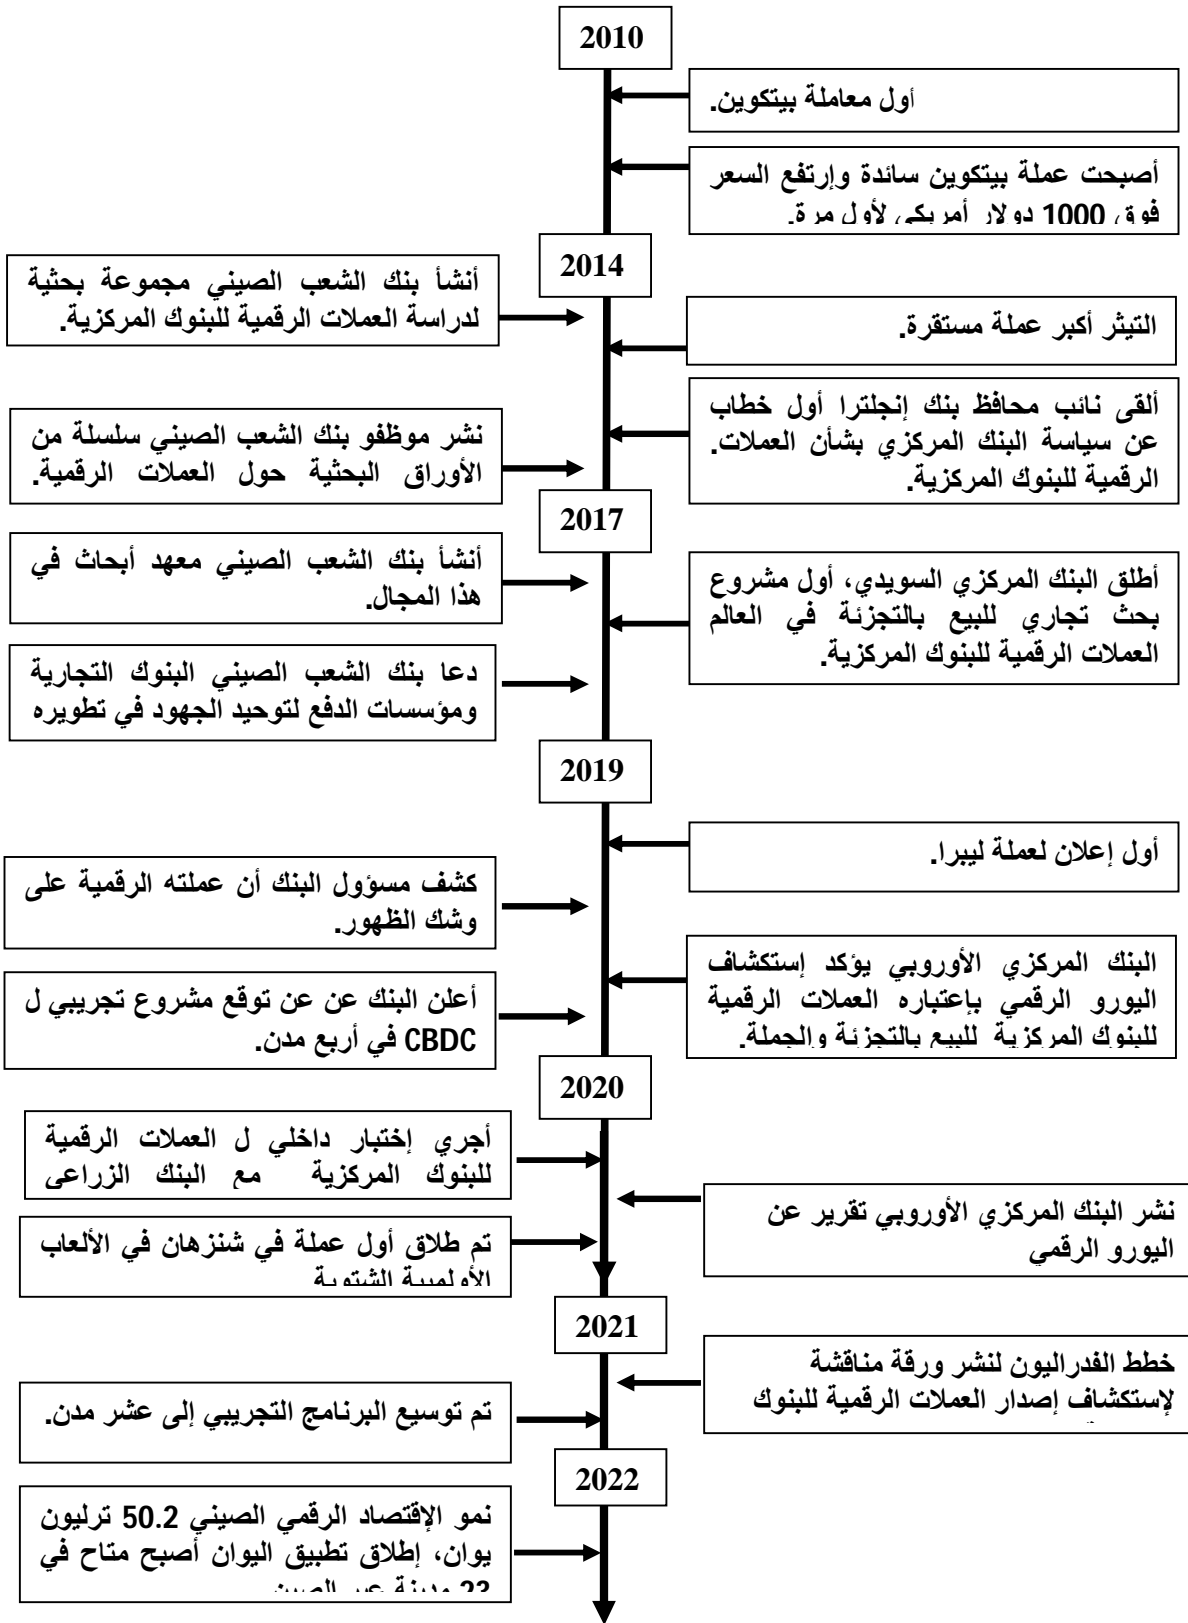 2010
أول معاملة بيتكوين.
أصبحت عملة بيتكوين سائدة وإرتفع السعر
فوق 1000 دولار أمريكي لأول مرة.
2014
أنشأ بنك الشعب الصيني مجموعة بحثية
لدراسة العملات الرقمية للبنوك المركزية.
التيثر أكبر عملة مستقرة.
ألقى نائب محافظ بنك إنجلترا أول خطاب
عن سياسة البنك المركزي بشأن العملات.
الرقمية للبنوك المركزية.
نشر موظفو بنك الشعب الصيني سلسلة من
الأوراق البحثية حول العملات الرقمية.
2017
أنشأ بنك الشعب الصيني معهد أبحاث في
هذا المجال.
أطلق البنك المركزي السويدي، أول مشروع
بحث تجاري للبيع بالتجزئة في العالم
العملات الرقمية للبنوك المركزية.
دعا بنك الشعب الصيني البنوك التجارية
ومؤسسات الدفع لتوحيد الجهود في تطويره
2019
أول إعلان لعملة ليبرا.
كشف مسؤول البنك أن عملته الرقمية على
وشك الظهور.
البنك المركزي الأوروبي يؤكد إستكشاف
اليورو الرقمي بإعتباره العملات الرقمية
للبنوك المركزية للبيع بالتجزئة والجملة.
أعلن البنك عن عن توقع مشروع تجريبي ل
CBDC في أربع مدن.
2020
أجري إختبار داخلي ل العملات الرقمية
للبنوك المركزية مع البنك الزراعي
نشر البنك المركزي الأوروبي تقرير عن
اليورو الرقمي
تم طلاق أول عملة في شنزهان في الألعاب
الأولمبية الشتوية
2021
خطط الفدراليون لنشر ورقة مناقشة
لإستكشاف إصدار العملات الرقمية للبنوك
تم توسيع البرنامج التجريبي إلى عشر مدن.
2022
نمو الإقتصاد الرقمي الصيني 50.2 ترليون
يوان، إطلاق تطبيق اليوان أصبح متاح في
23 مدينة عبر الصين